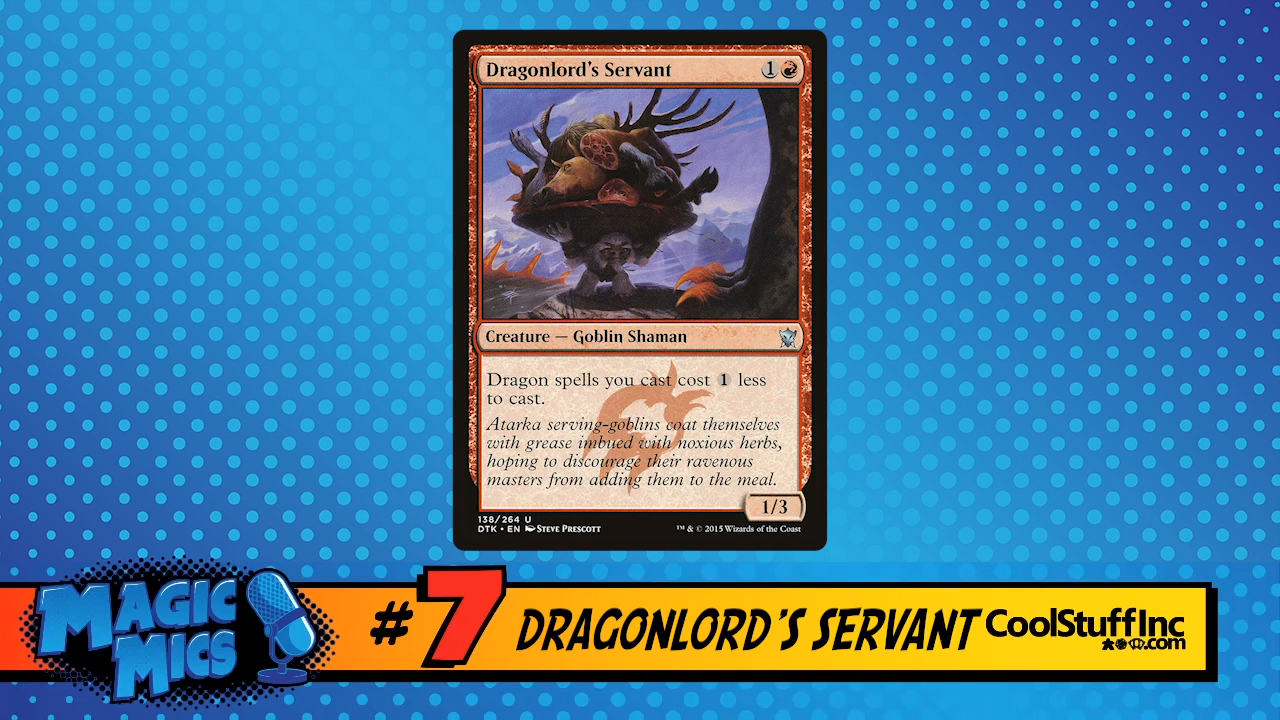 Dragonlord's Servant 1
Creature — Goblin Shaman
Dragon spells you cast cost 1 less
to cast.
Atarka serving-goblins coat themselves
with grease imbued with noxious herbs,
hoping to discourage their ravenous
masters from adding them to the meal.
1/3
138/264 U
DTK • EN Steve Prescott
™ & © 2015 Wizards of the Coast
MAGIC
MICS
#7 DRAGONLORD'S SERVANT CoolStuffInc
.com